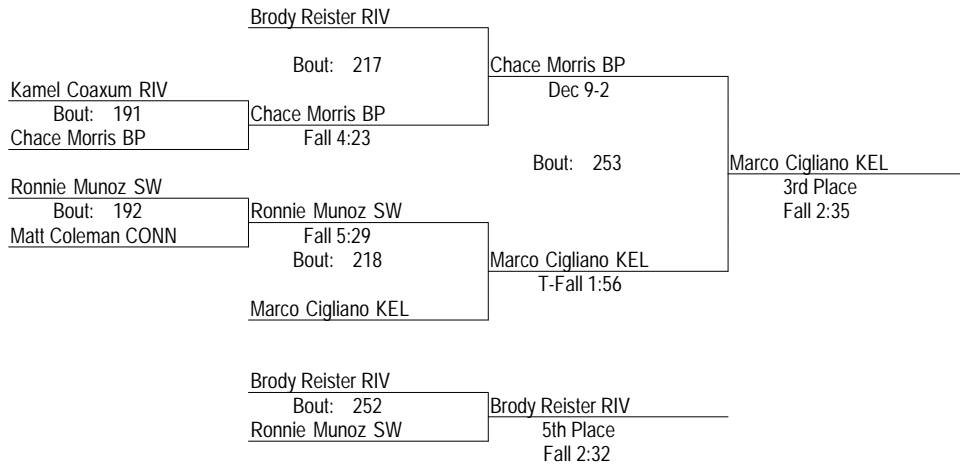 Brody Reister RIV
Bout: 217
Chace Morris BP
Dec 9-2
Kamel Coaxum RIV
Bout: 191
Chace Morris BP
Chace Morris BP
Fall 4:23
Bout: 253
Marco Cigliano KEL
3rd Place
Fall 2:35
Ronnie Munoz SW
Bout: 192
Matt Coleman CONN
Ronnie Munoz SW
Fall 5:29
Bout: 218
Marco Cigliano KEL
T-Fall 1:56
Marco Cigliano KEL
Brody Reister RIV
Bout: 252
Ronnie Munoz SW
Brody Reister RIV
5th Place
Fall 2:32